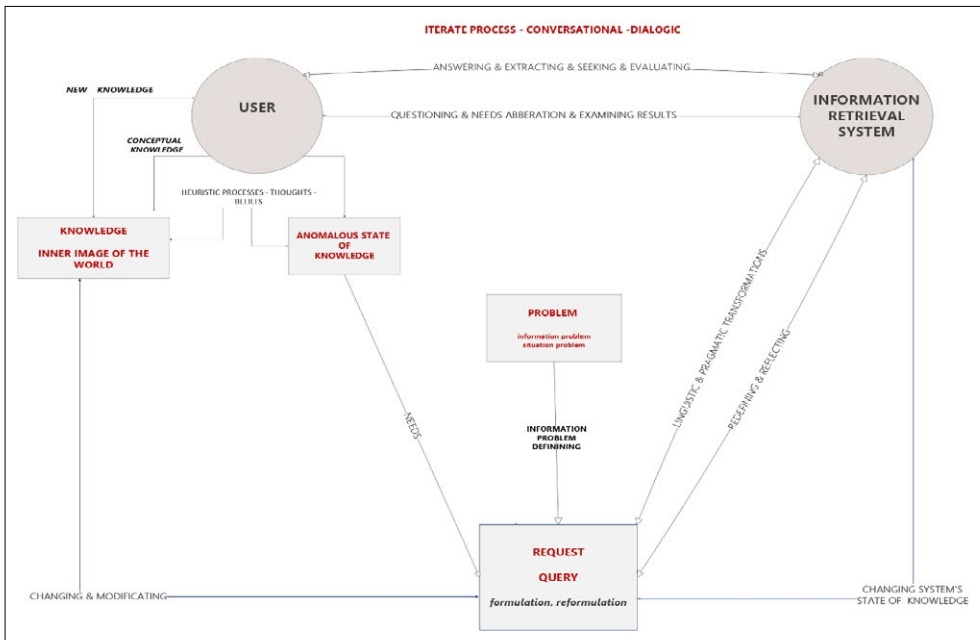 ITERATE PROCESS - CONVERSATIONAL -DIALOGIC
ANSWERING & EXTRACTING & SEEKING & EVALUATING
NEW KNOWLEDGE
USER
INFORMATION
RETRIEVAL
SYSTEM
QUESTIONING & NEEDS ABBERATION & EXAMINING RESULTS
CONCEPTUAL
KNOWLEDGE
HEURISTIC PROCESSES - THOUGHTS -
KNOWLEDGE
INNER IMAGE OF THE
WORLD
ANOMALOUS STATE
OF
KNOWLEDGE
PROBLEM
information problem
situation problem
LINGUISTIC & PRAGMATIC TRANSFORMATIONS
REDEFINING & REFLECTING
NEEDS
INFORMATION
PROBLEM
DEFININING
REQUEST
QUERY
formulation, reformulation
CHANGING & MODIFICATING
CHANGING SYSTEM'S
STATE OF KNOWLEDGE